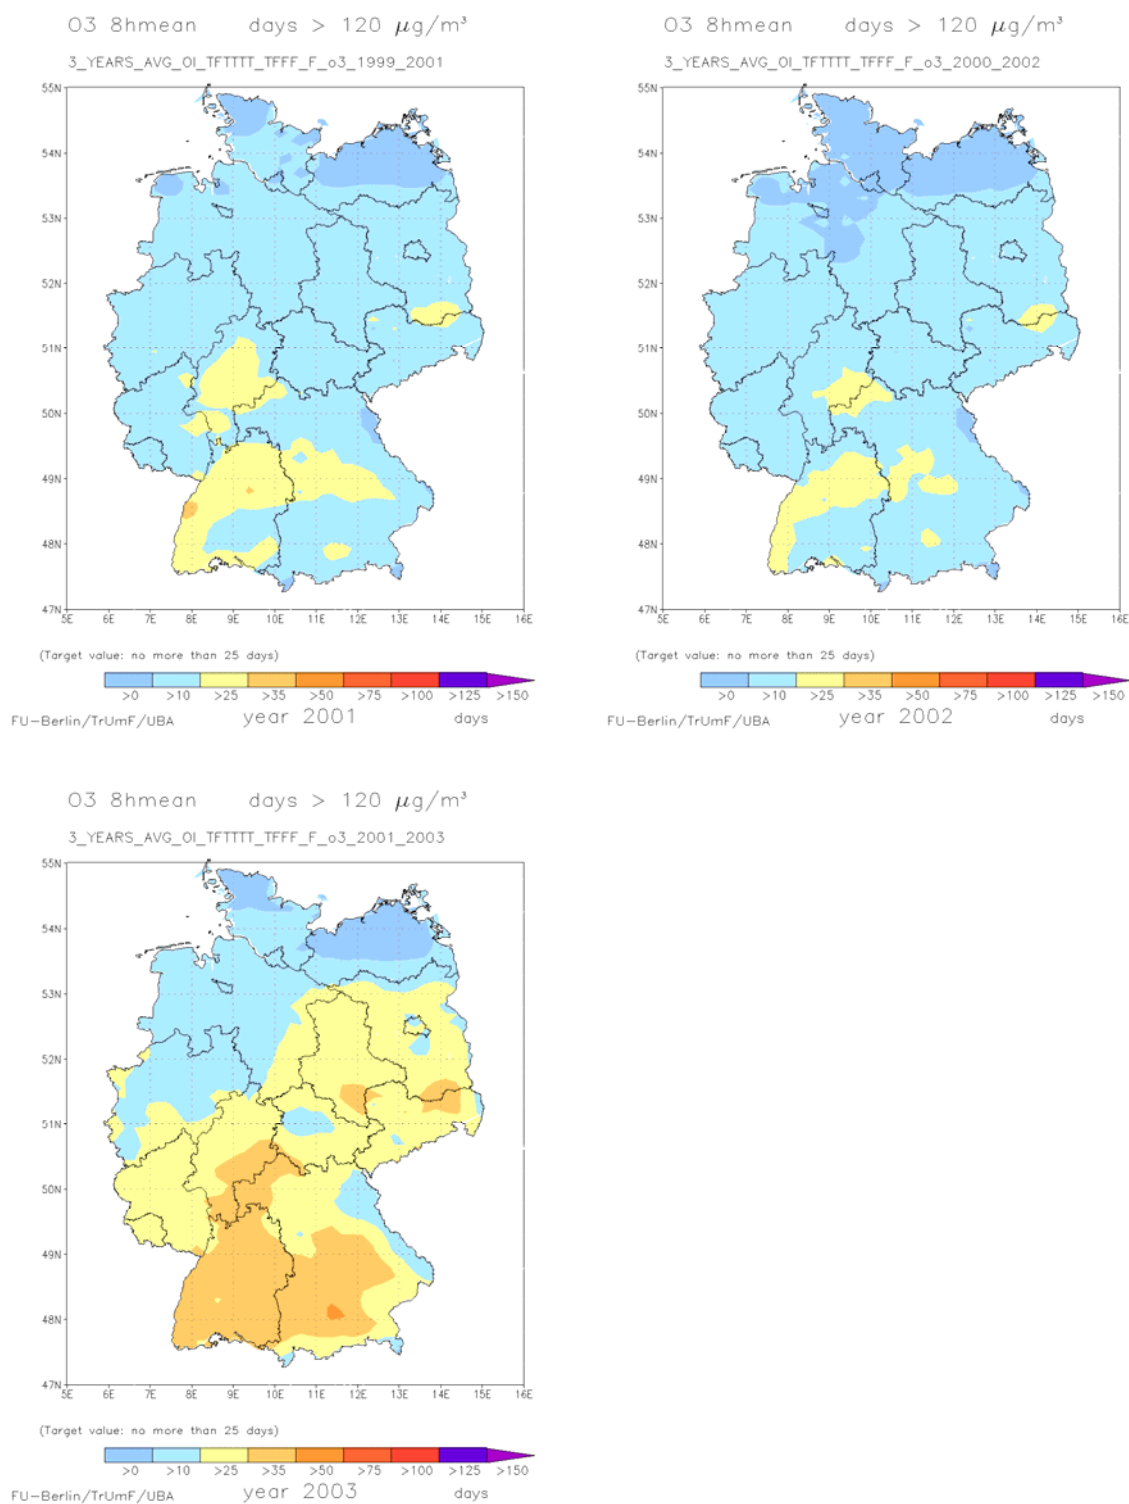 O3 8hmean days > 120 µg/m³
3_YEARS_AVG_OI_TFTTTT_TFFF_F_o3_1999_2001
55N
54N
53N
52N
51N
50N
49N
48N
47N
5E 6E 7E 8E 9E 10E 11E 12E 13E 14E 15E 16E
(Target value: no more than 25 days)
>0 >10 >25 >35 >50 >75 >100 >125 >150
FU-Berlin/TrUmF/UBA year 2001 days
O3 8hmean days > 120 µg/m³
3_YEARS_AVG_OI_TFTTTT_TFFF_F_o3_2000_2002
55N
54N
53N
52N
51N
50N
49N
48N
47N
5E 6E 7E 8E 9E 10E 11E 12E 13E 14E 15E 16E
(Target value: no more than 25 days)
>0 >10 >25 >35 >50 >75 >100 >125 >150
FU-Berlin/TrUmF/UBA year 2002 days
O3 8hmean days > 120 µg/m³
3_YEARS_AVG_OI_TFTTTT_TFFF_F_o3_2001_2003
55N
54N
53N
52N
51N
50N
49N
48N
47N
5E 6E 7E 8E 9E 10E 11E 12E 13E 14E 15E 16E
(Target value: no more than 25 days)
>0 >10 >25 >35 >50 >75 >100 >125 >150
FU-Berlin/TrUmF/UBA year 2003 days